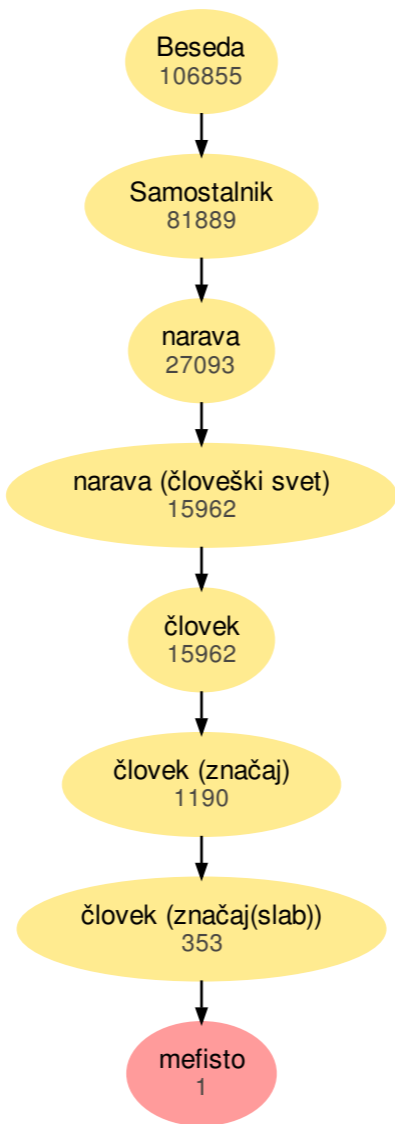 Beseda
106855
Samostalnik
81889
narava
27093
narava (človeški svet)
15962
človek
15962
človek (značaj)
1190
človek (značaj(slab))
353
mefisto
1